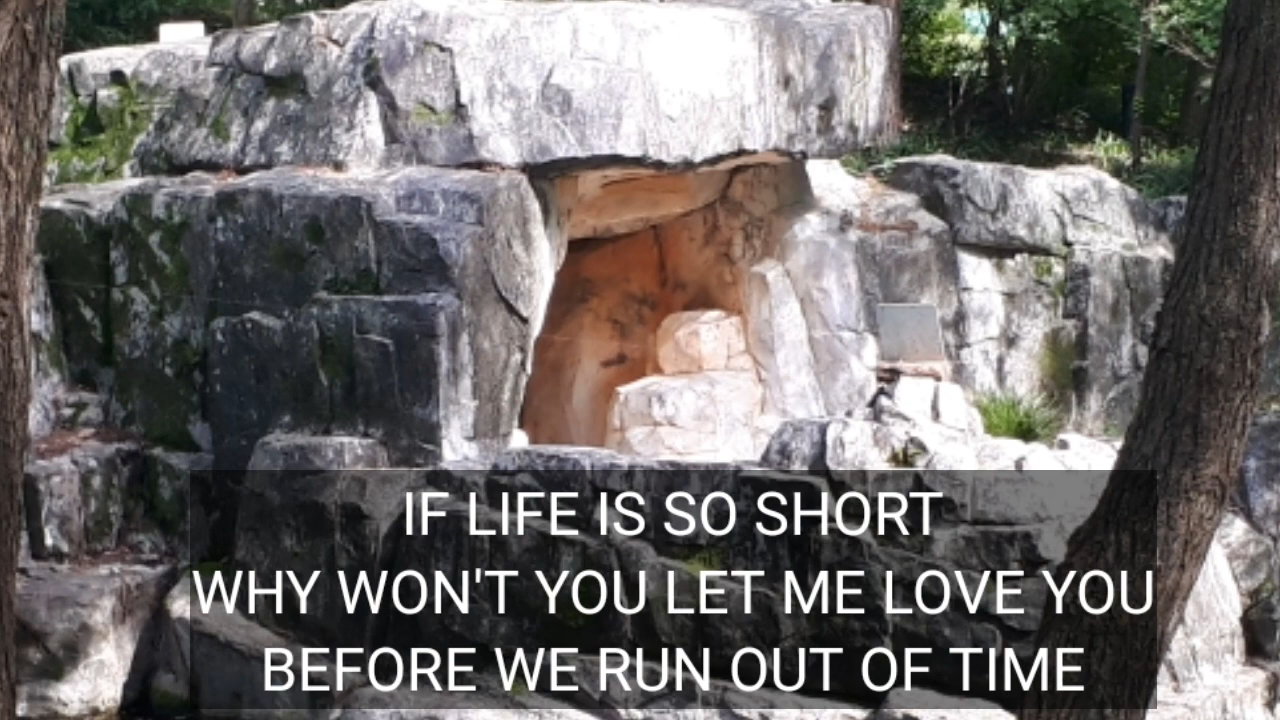 IF LIFE IS SO SHORT
WHY WON'T YOU LET ME LOVE YOU
BEFORE WE RUN OUT OF TIME